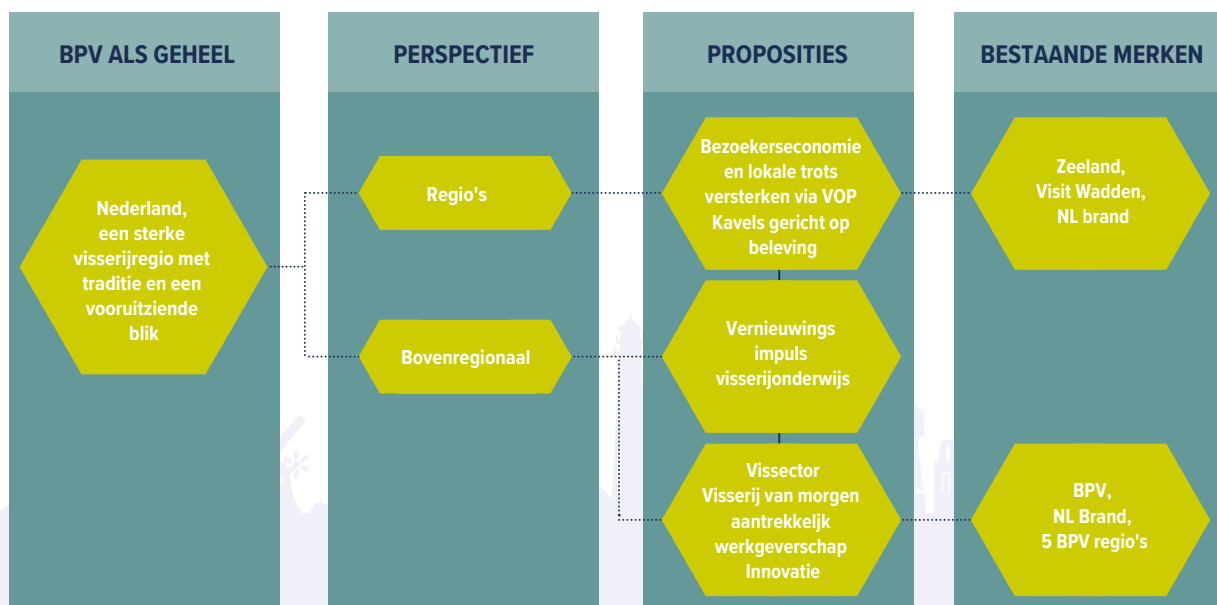 BPV ALS GEHEEL
Nederland,
een sterke
visserijregio met
traditie en een
vooruitziende
blik
PERSPECTIEF
Regio's
Bovenregionaal
PROPOSITIES
Bezoekerseconomie
en lokale trots
versterken via VOP
Kavels gericht op
beleving
Vernieuwings
impuls
visserijonderwijs
Vissector
Visserij van morgen
aantrekkeljk
werkgeverschap
Innovatie
BESTAANDE MERKEN
Zeeland,
Visit Wadden,
NL brand
BPV,
NL Brand,
5 BPV regio's